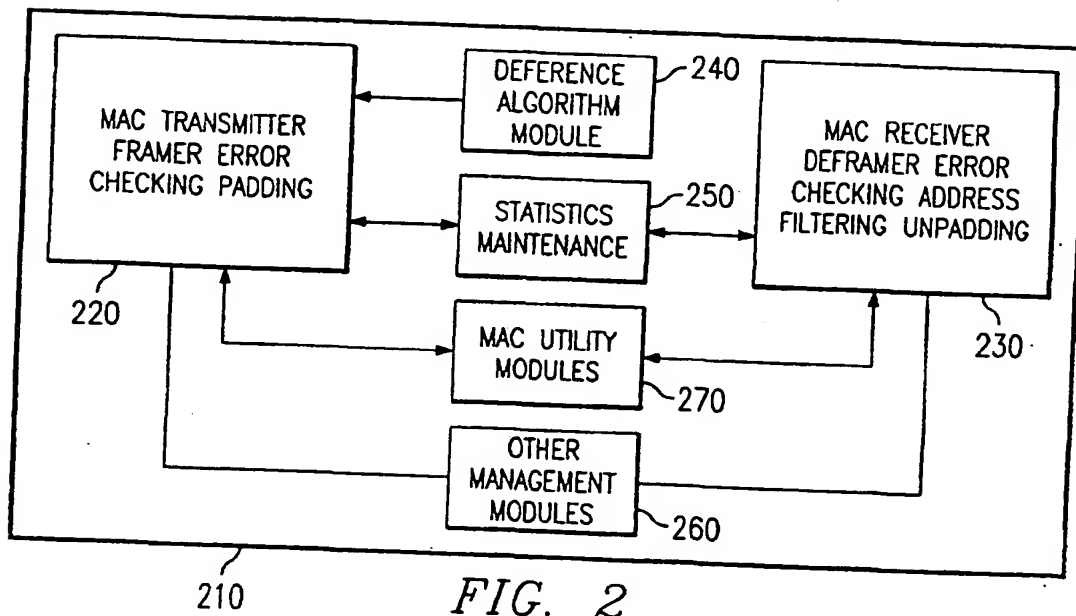 MAC TRANSMITTER
FRAMER ERROR
CHECKING PADDING
220
DEFERENCE
ALGORITHM
MODULE
240
STATISTICS
MAINTENANCE
250
MAC UTILITY
MODULES
270
OTHER
MANAGEMENT
MODULES
260
MAC RECEIVER
DEFRAMER ERROR
CHECKING ADDRESS
FILTERING UNPADDING
230
210
FIG. 2